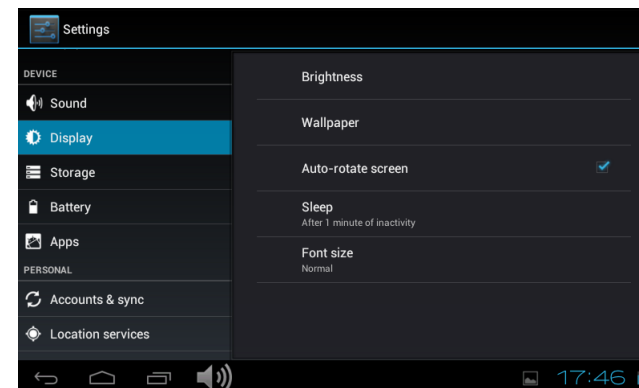 Settings
DEVICE
Sound
Display
Storage
Battery
Apps
PERSONAL
Accounts & sync
Location services
Brightness
Wallpaper
Auto-rotate screen
Sleep
After 1 minute of inactivity
Font size
Normal
17:46